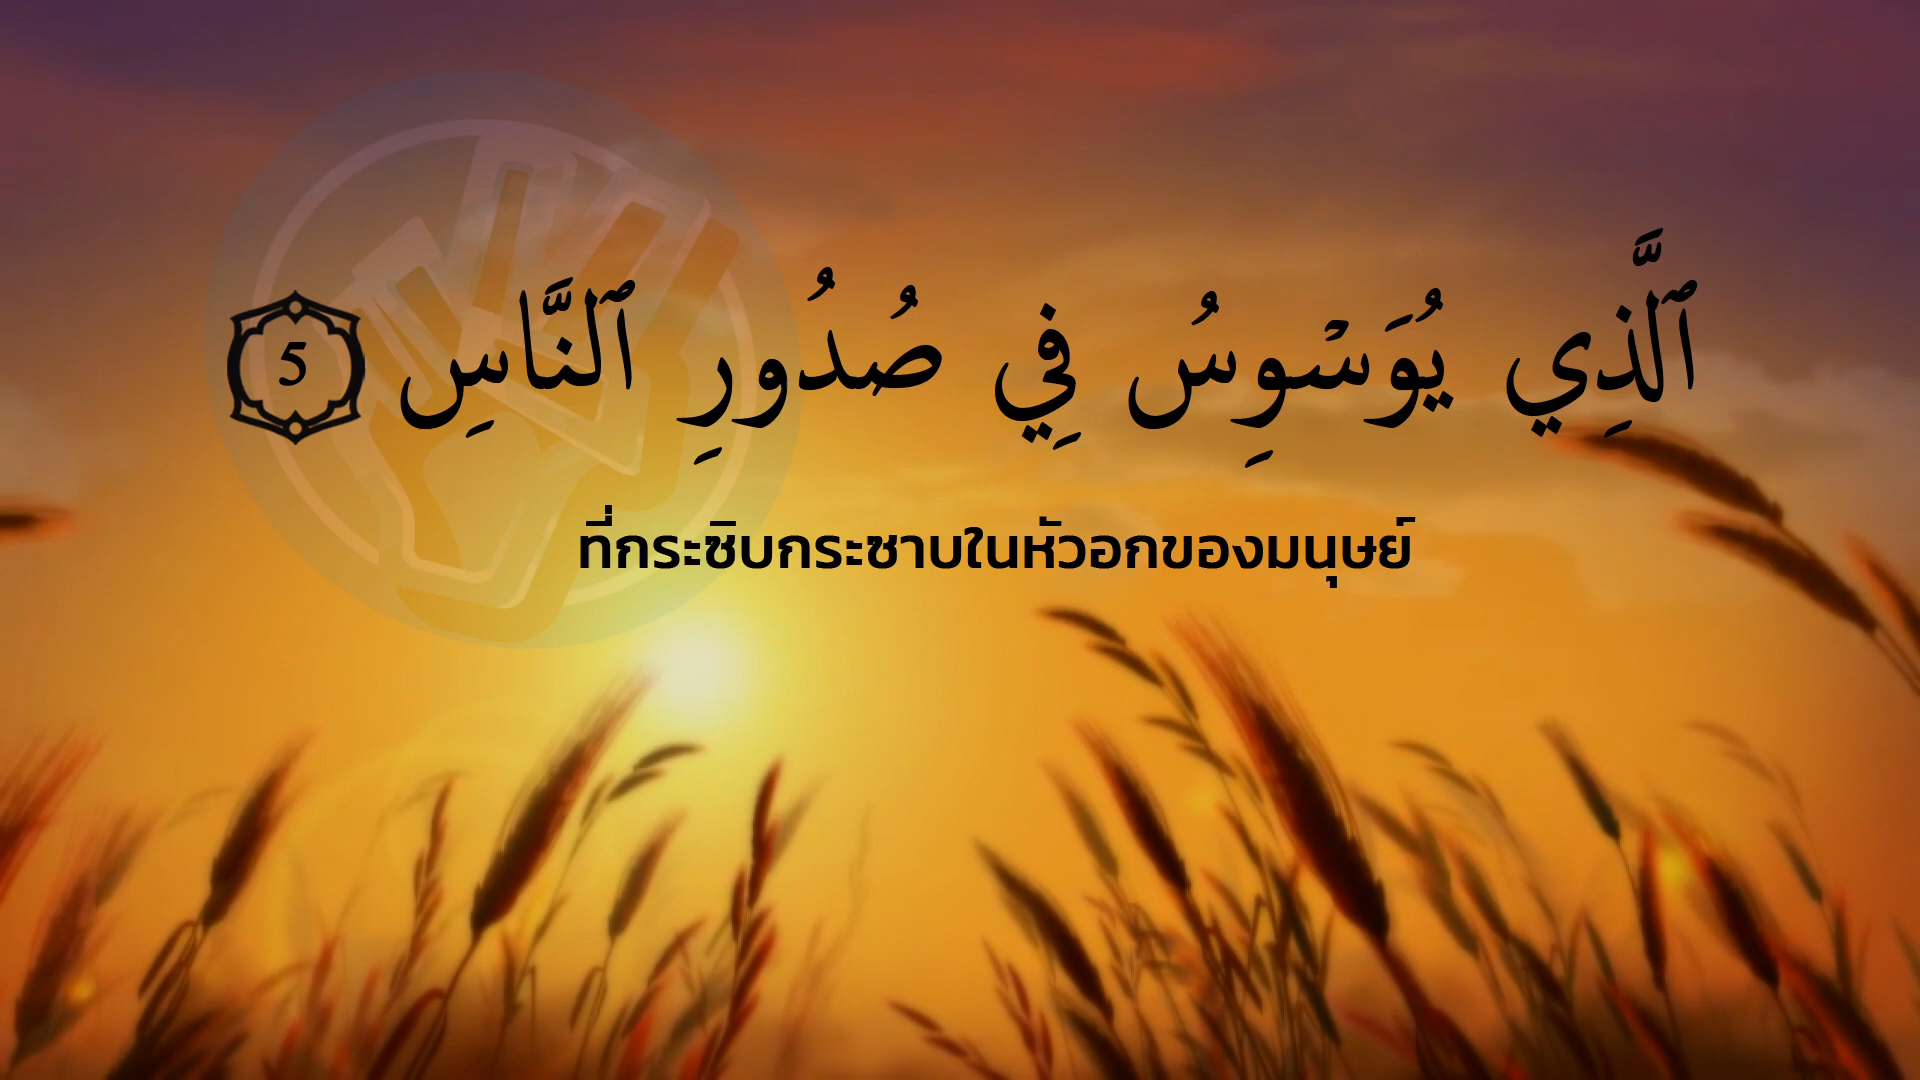 ٱلَّذِي يُوَسْوِسُ فِي صُدُورِ ٱلنَّاسِ 5
ที่กระซิบกระซาบในหัวอกของมนุษย์